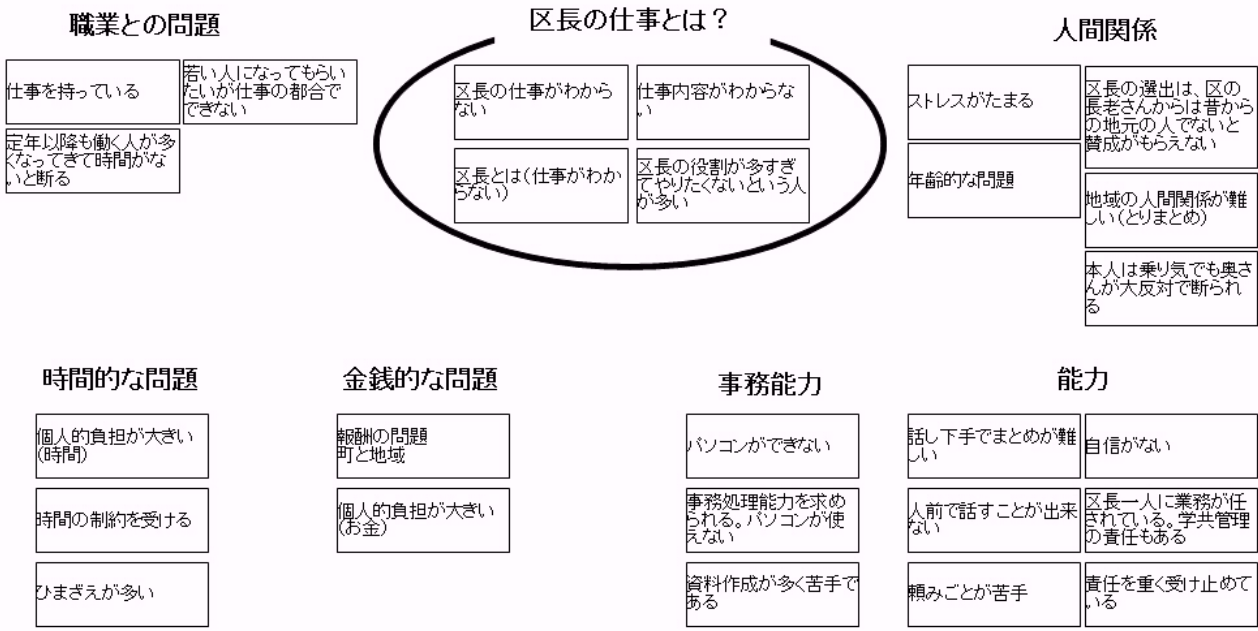 職業との問題
仕事を持っている
若い人になってもらい
たいが仕事の都合で
できない
定年以降も働く人が多
くなってきて時間がな
いと断る
区長の仕事とは？
区長の仕事がわから
ない
仕事内容がわからな
い
区長とは（仕事がわか
らない）
区長の役割が多すぎ
てやりたくないという人
が多い
人間関係
ストレスがたまる
区長の選出は、区の
長老さんからは昔から
の地元の人でないと
賛成がもらえない
年齢的な問題
地域の人間関係が難
しい（とりまとめ）
本人は乗り気でも奥さ
んが大反対で断られ
る
時間的な問題
個人的負担が大きい
（時間）
時間の制約を受ける
ひまざえが多い
金銭的な問題
報酬の問題
町と地域
個人的負担が大きい
（お金）
事務能力
パソコンができない
事務処理能力を求め
られる。パソコンが使
えない
資料作成が多く苦手で
ある
能力
話し下手でまとめが難
しい
自信がない
人前で話すことが出来
ない
区長一人に業務が任
されている。学共管理
の責任もある
頼みごとが苦手
責任を重く受け止めて
いる